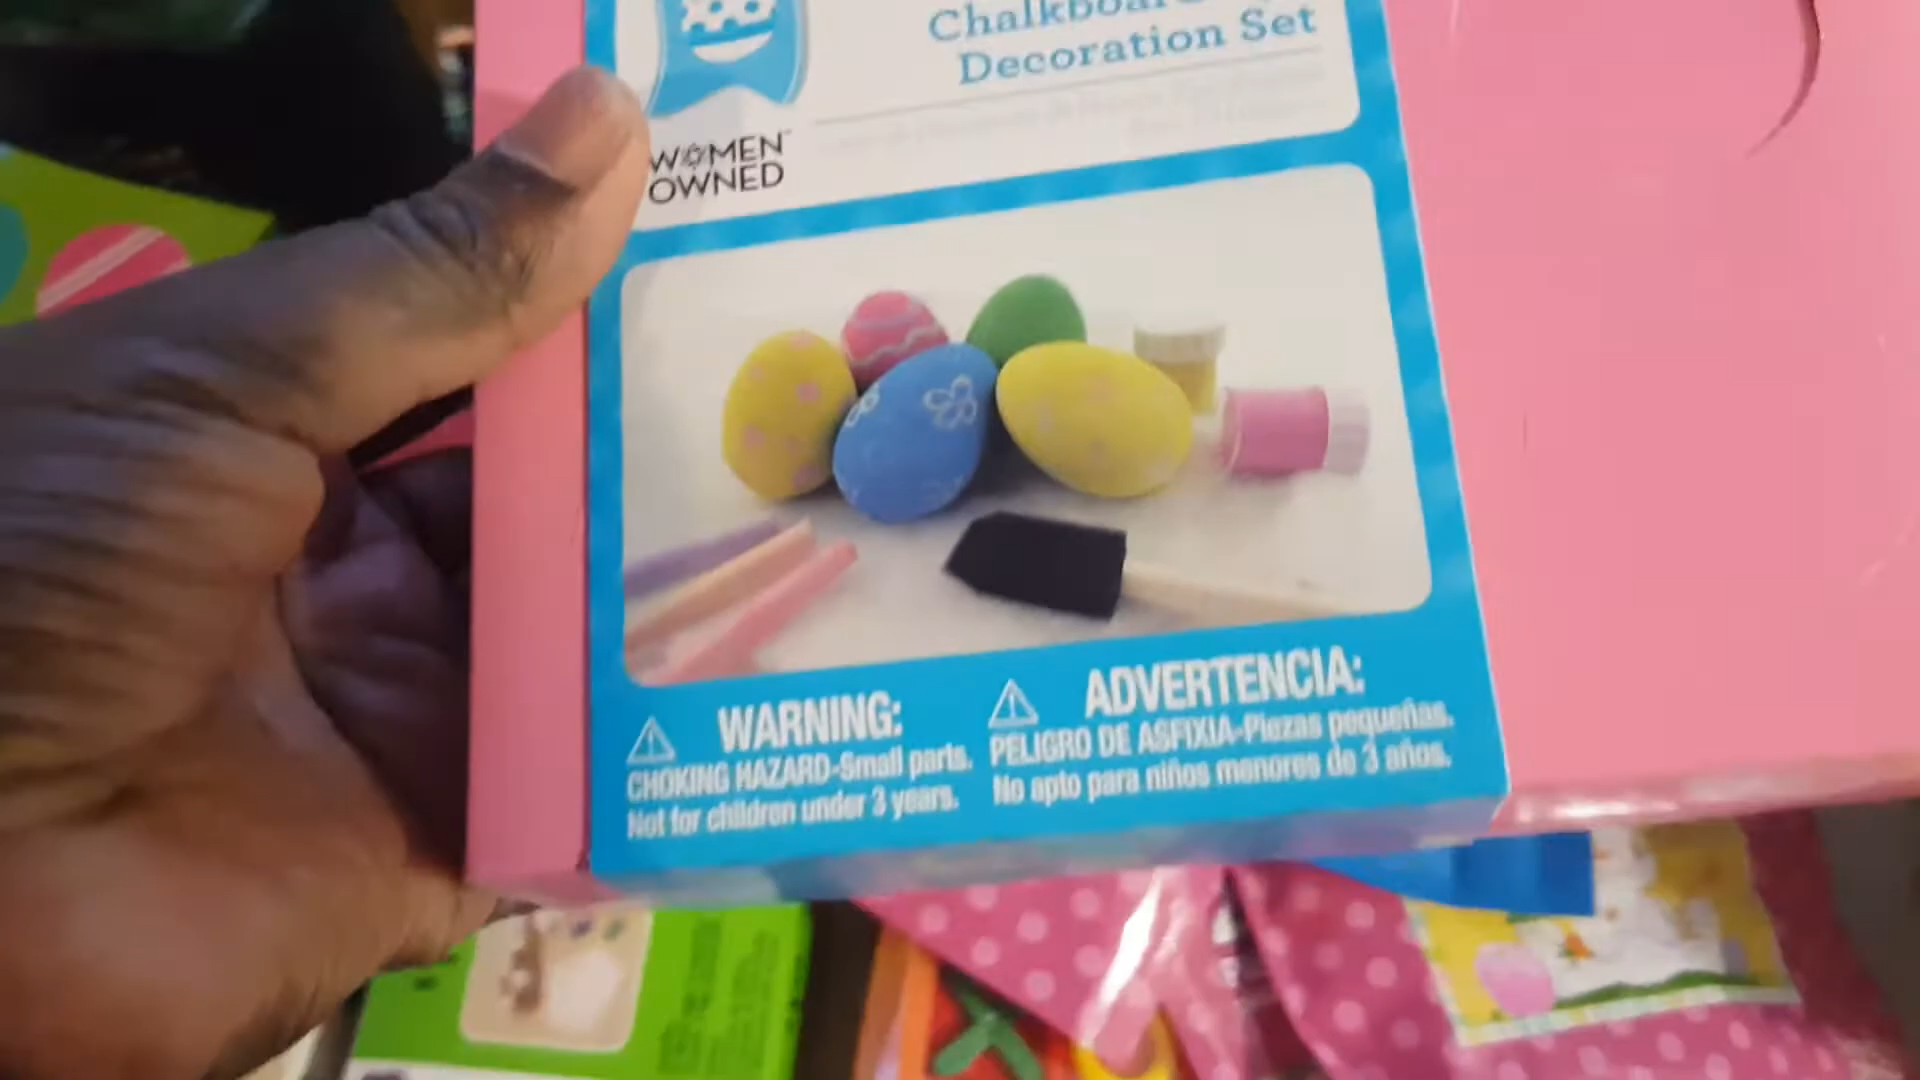 Decoration Set
WOMEN
OWNED
WARNING:
CHOKING HAZARD-Small parts.
Not for children under 3 years.
ADVERTENCIA:
PELIGRO DE ASFIXIA-Piezas pequeñas.
No apto para niños menores de 3 años.